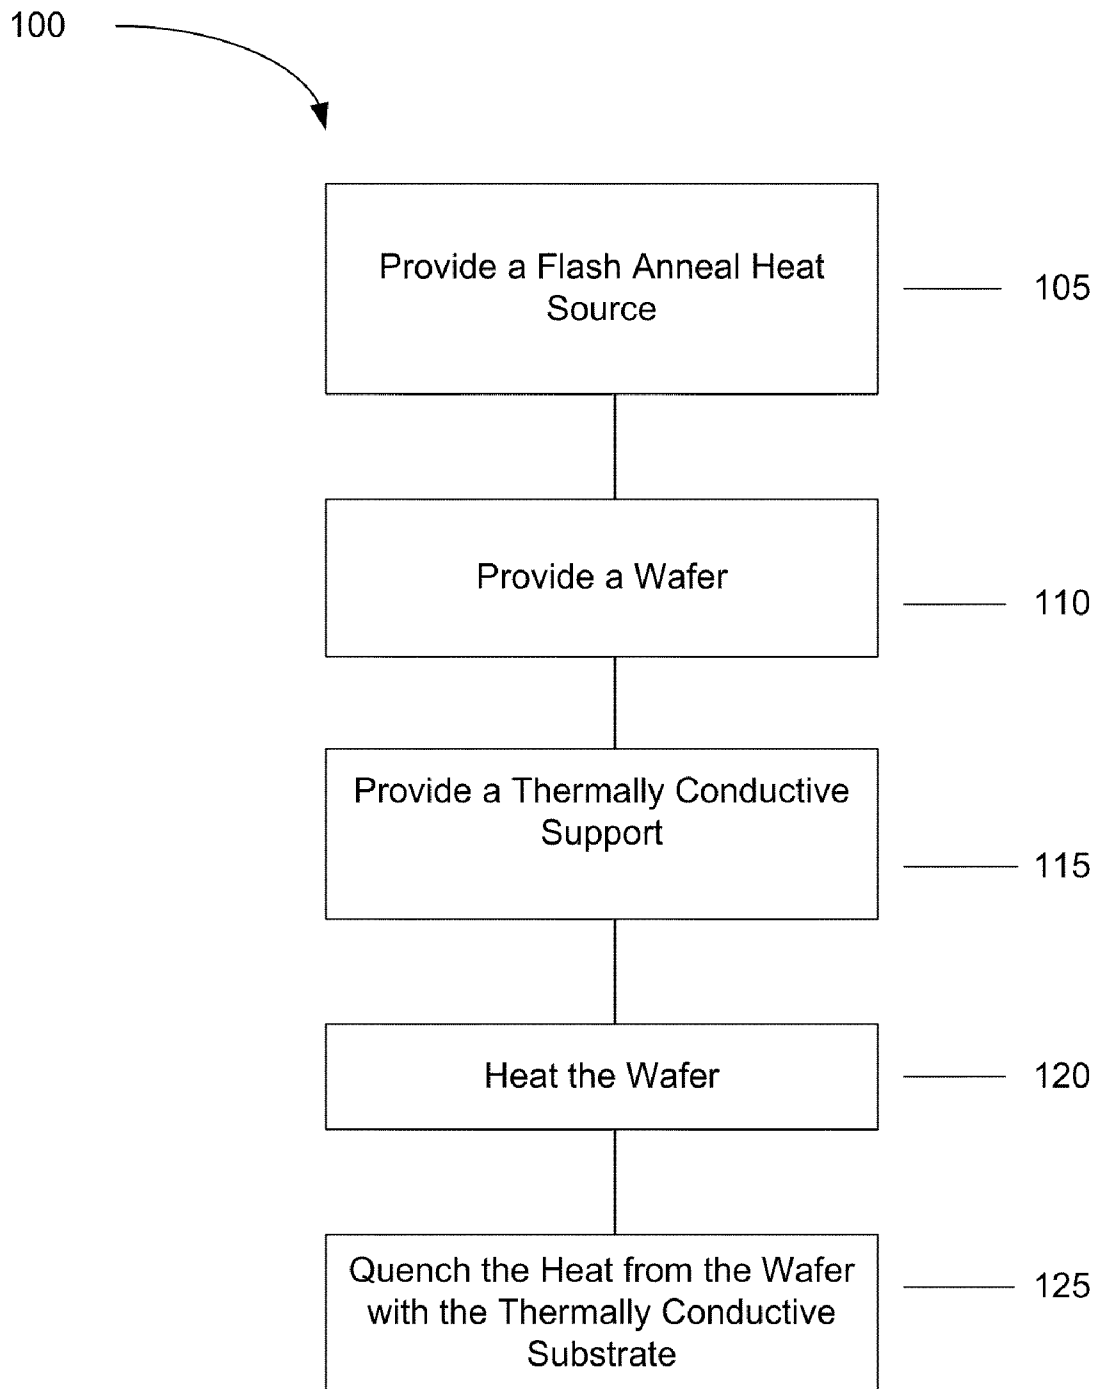 100
Provide a Flash Anneal Heat
Source
105
Provide a Wafer
110
Provide a Thermally Conductive
Support
115
Heat the Wafer
120
Quench the Heat from the Wafer
with the Thermally Conductive
Substrate
125